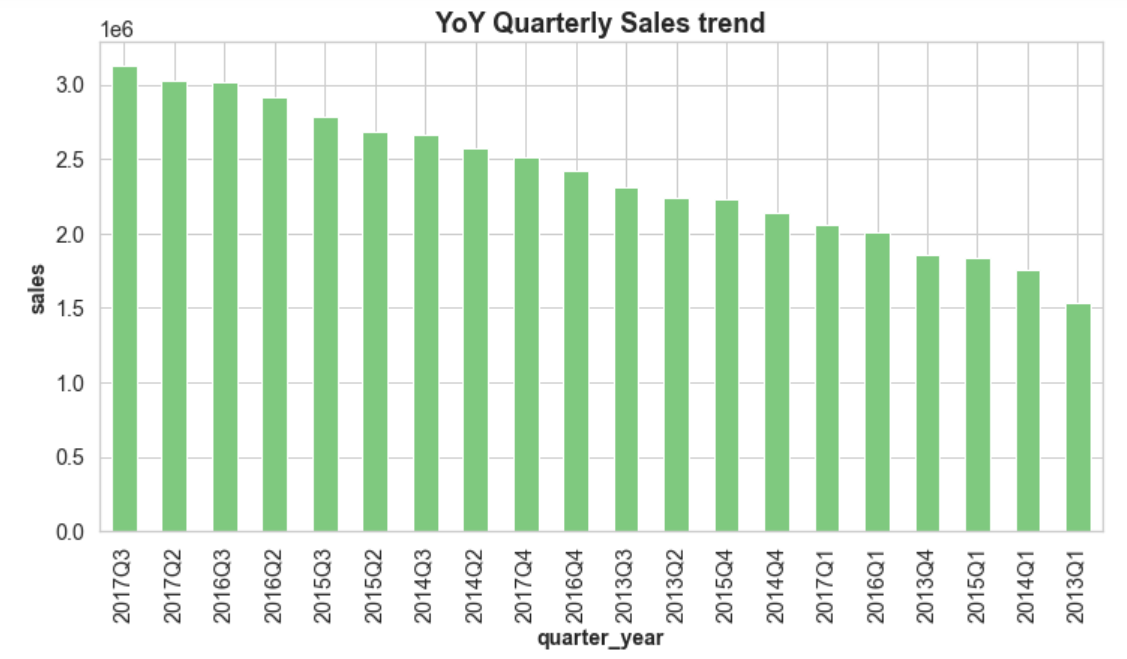 YoY Quarterly Sales trend
1e6
3.0
2.5
2.0
1.5
1.0
0.5
0.0
sales
2017Q3
2017Q2
2016Q3
2016Q2
2015Q3
2015Q2
2014Q3
2014Q2
2017Q4
2016Q4
2013Q3
2013Q2
2015Q4
2014Q4
2017Q1
2016Q1
2013Q4
2015Q1
2014Q1
2013Q1
quarter_year